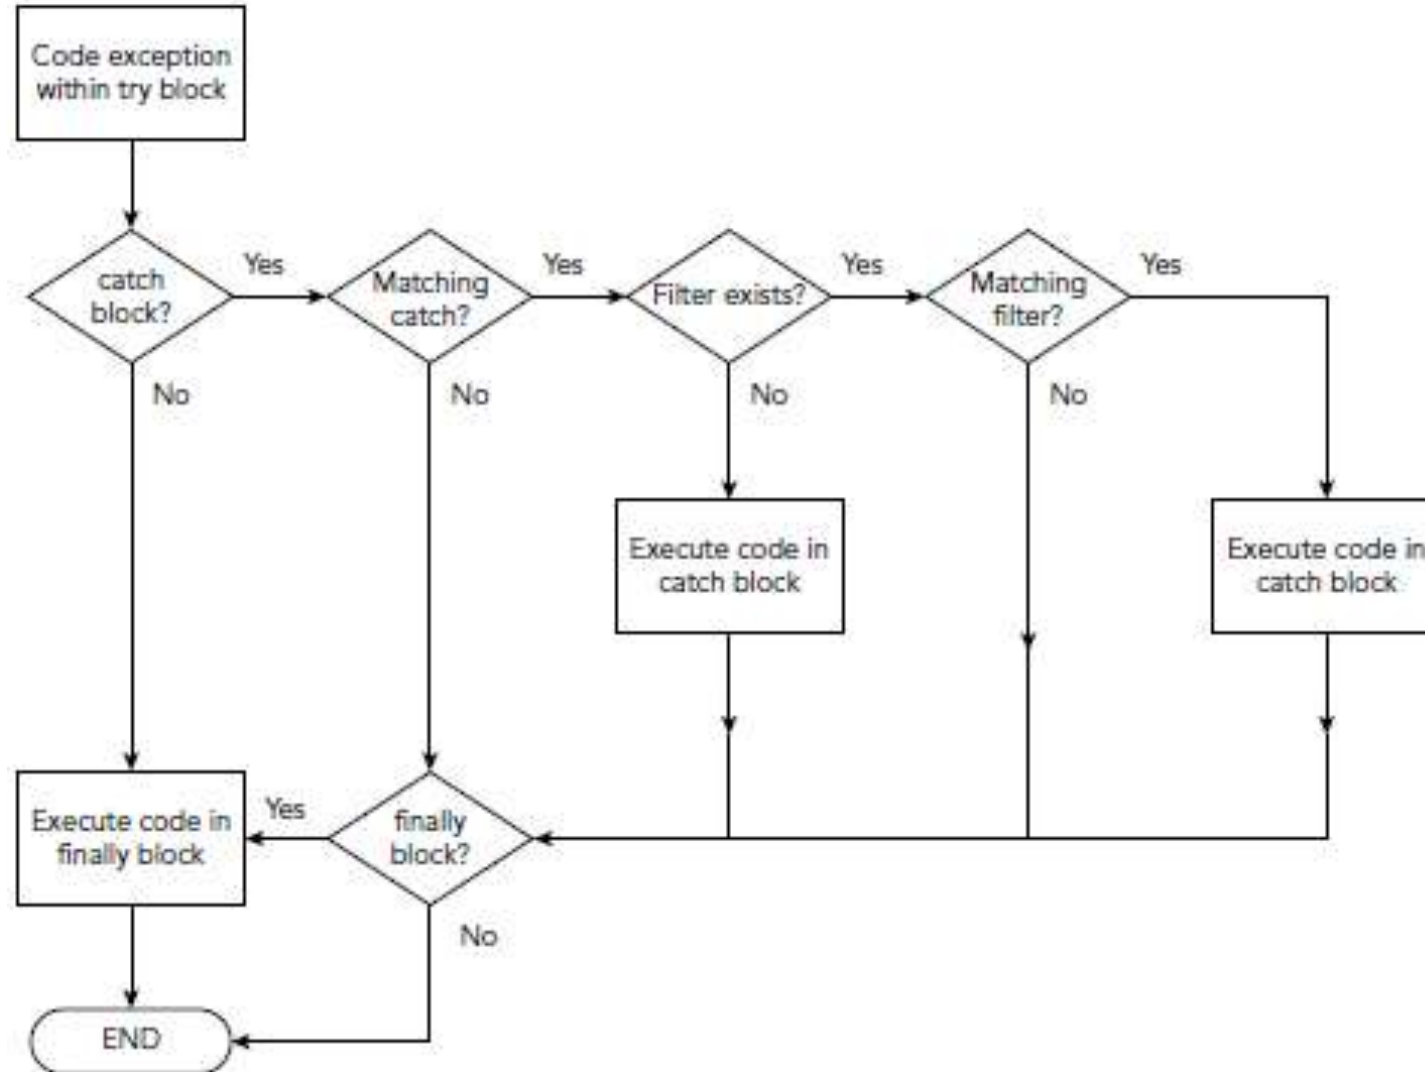 Code exception
within try block
catch
block?
Yes
Matching
catch?
Yes
Filter exists?
Yes
Matching
filter?
Yes
No
No
No
No
Execute code in
catch block
Execute code in
catch block
Execute code in
finally block
Yes
finally
block?
No
END